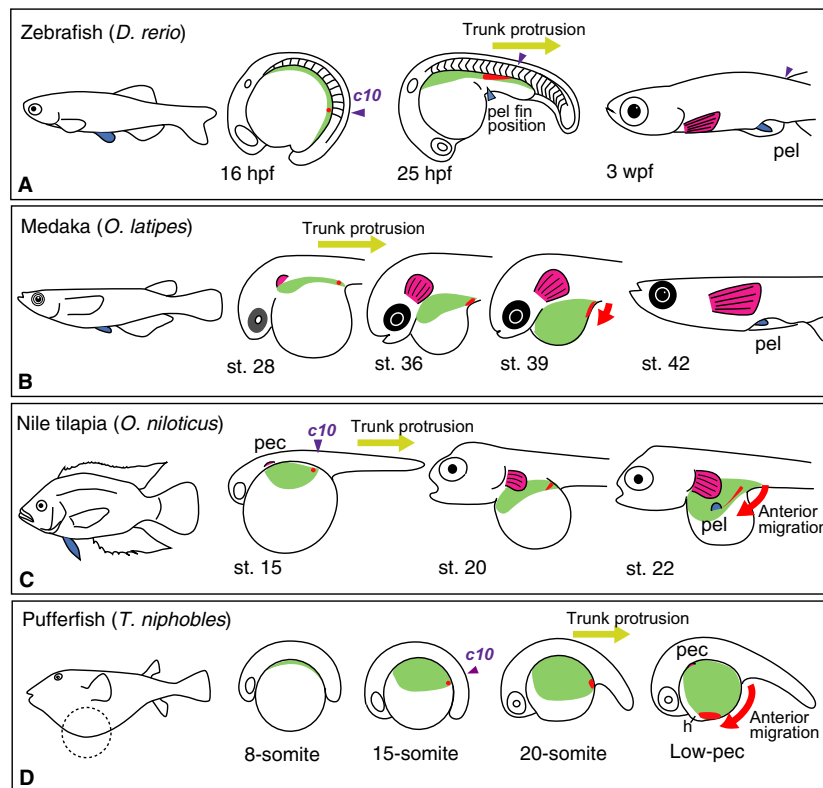 Zebrafish (D. rerio)
Trunk protrusion
c10
pel fin
position
16 hpf
25 hpf
3 wpf
pel
A
Medaka (O. latipes)
Trunk protrusion
st. 28
st. 36
st. 39
st. 42
pel
B
Nile tilapia (O. niloticus)
c10
Trunk protrusion
pec
pel
Anterior
migration
st. 15
st. 20
st. 22
C
Pufferfish (T. niphobles)
Trunk protrusion
c10
pec
h
Anterior
migration
8-somite
15-somite
20-somite
Low-pec
D